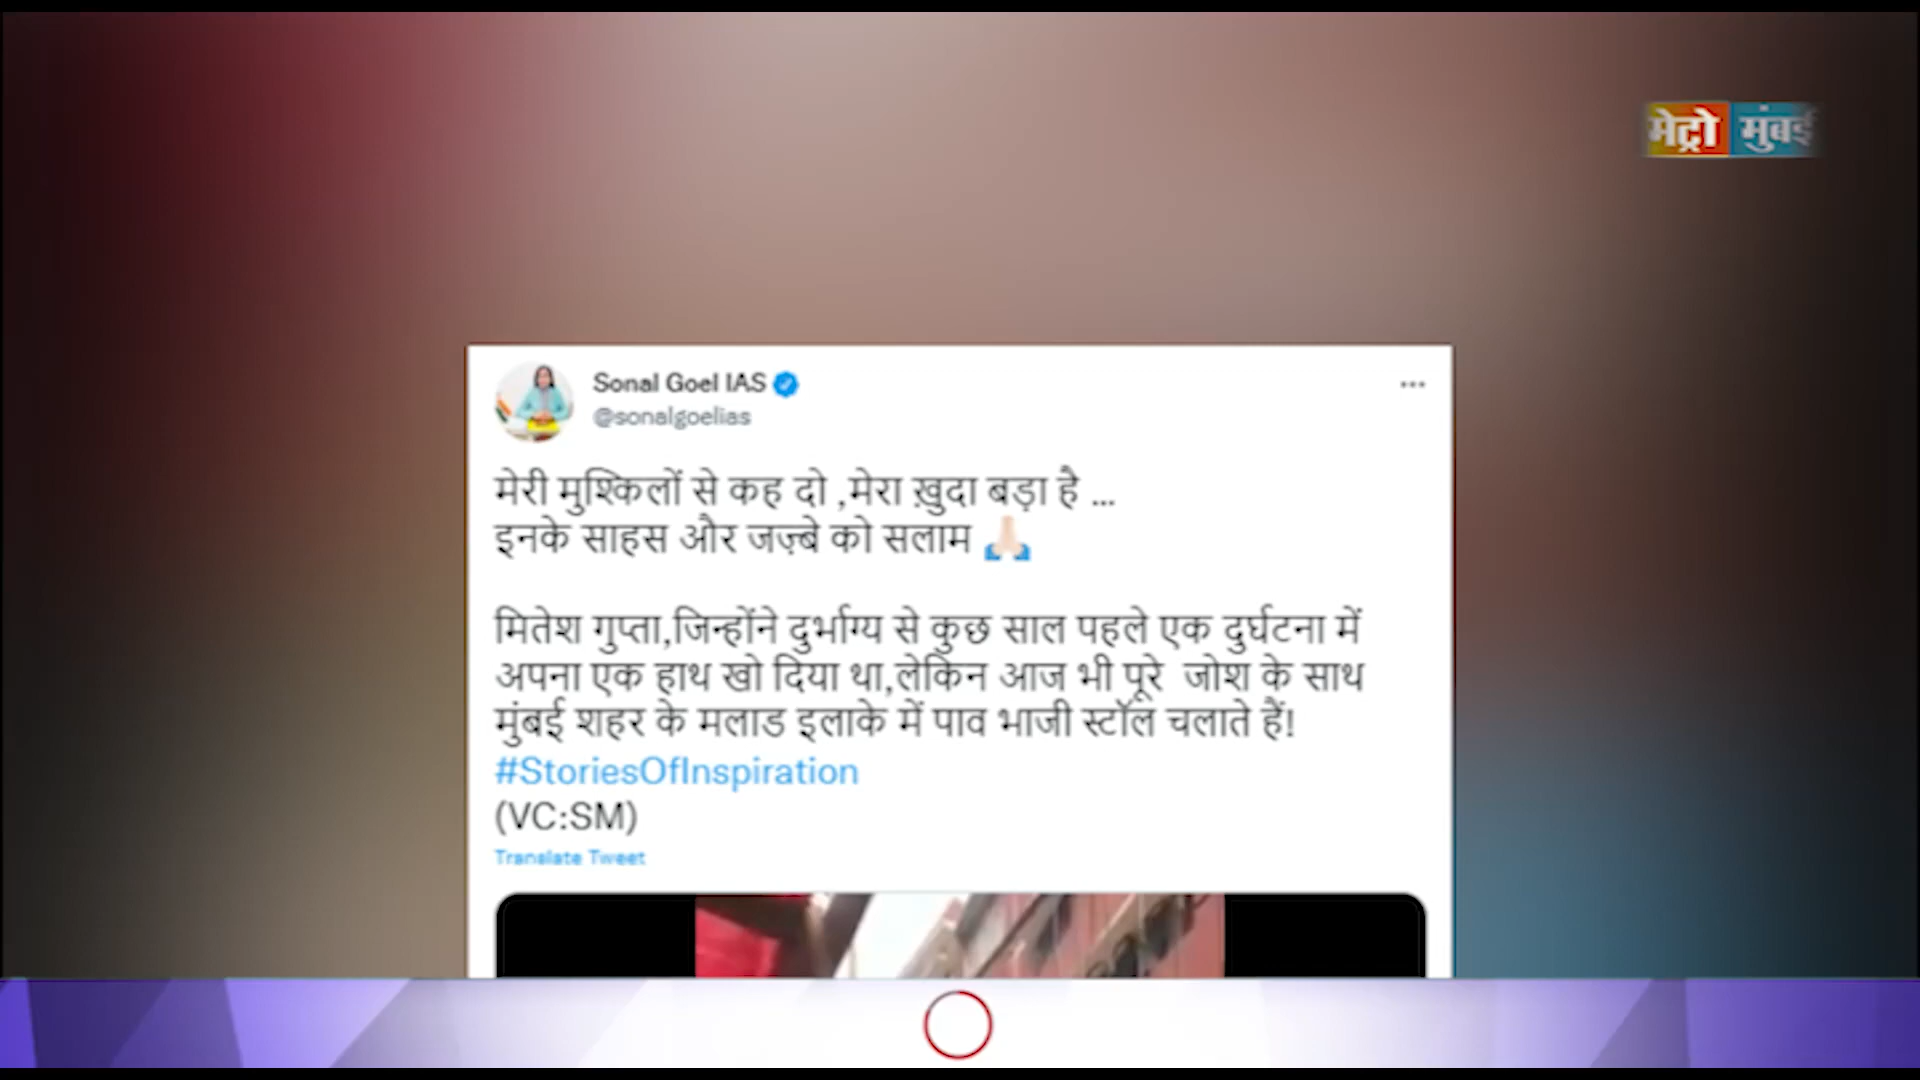 मेट्रो मुंबई
Sonal Goel IAS
@sonalgoelias
मेरी मुश्किलों से कह दो ,मेरा ख़ुदा बड़ा है ...
इनके साहस और जज़्बे को सलाम 🙏🏻
मितेश गुप्ता,जिन्होंने दुर्भाग्य से कुछ साल पहले एक दुर्घटना में
अपना एक हाथ खो दिया था,लेकिन आज भी पूरे जोश के साथ
मुंबई शहर के मलाड इलाके में पाव भाजी स्टॉल चलाते हैं!
#StoriesOfInspiration
(VC:SM)
Translate Tweet